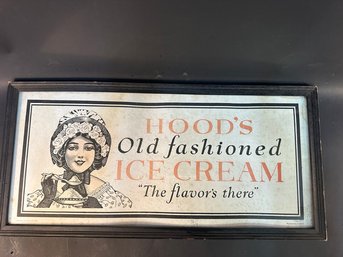 HOOD'S
Old fashioned
ICE CREAM
"The flavor's there"